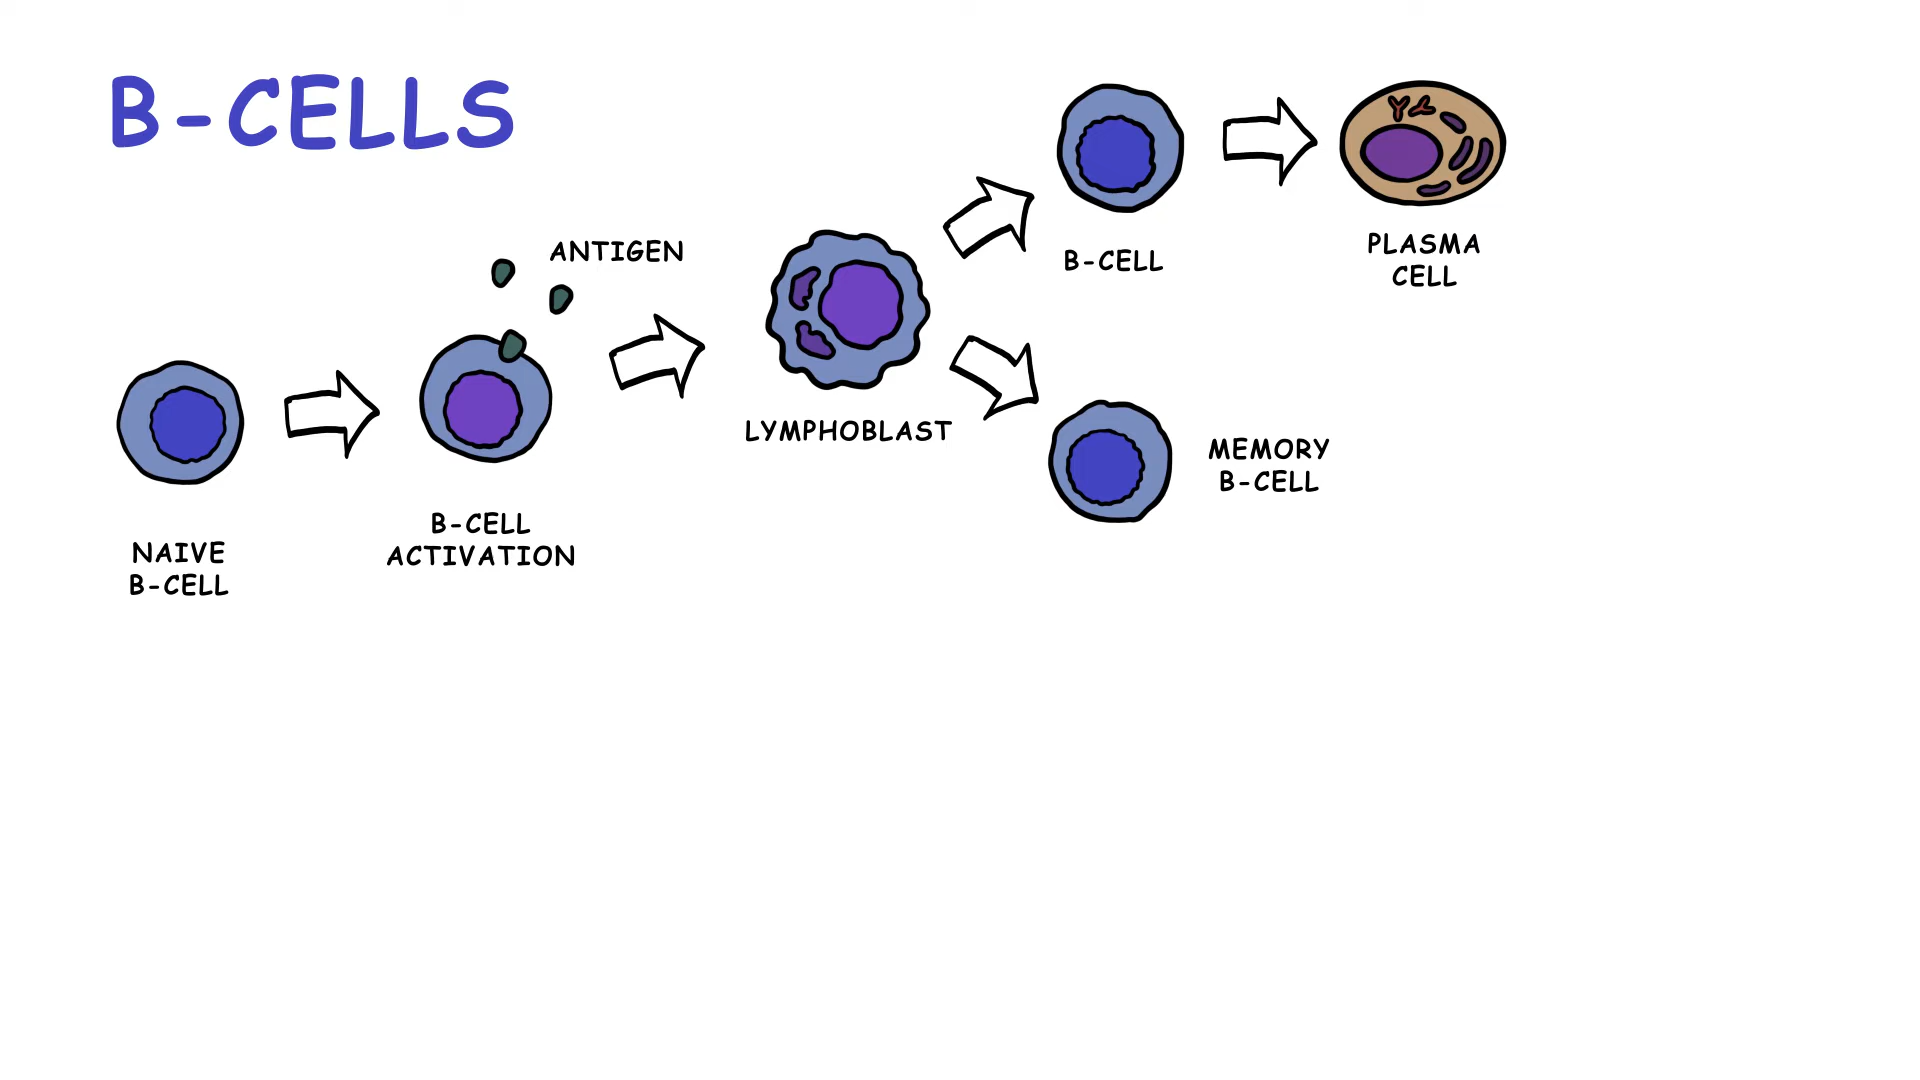 B-CELLS
ANTIGEN
NAIVE
B-CELL
B-CELL
ACTIVATION
LYMPHOBLAST
B-CELL
PLASMA
CELL
MEMORY
B-CELL